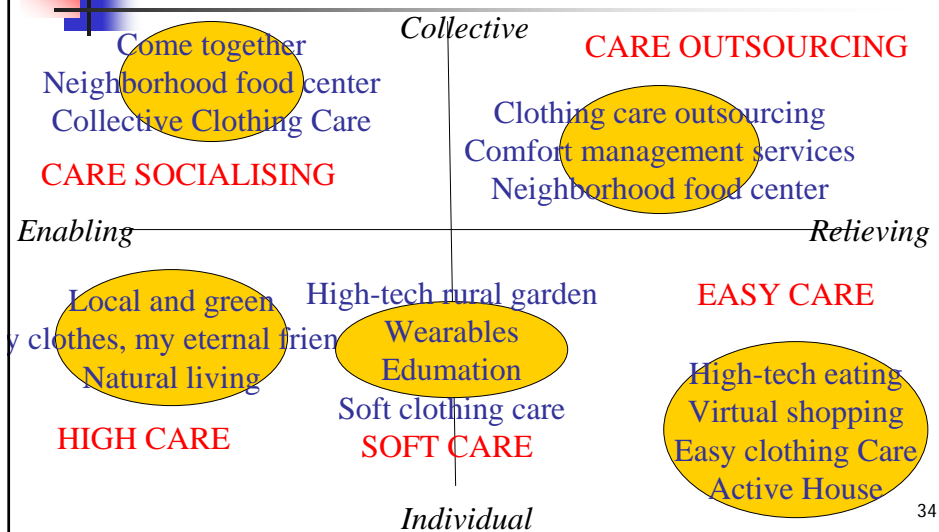 Collective
Come together
Neighborhood food center
Collective Clothing Care
CARE SOCIALISING
CARE OUTSOURCING
Clothing care outsourcing
Comfort management services
Neighborhood food center
Enabling
Relieving
Local and green
y clothes, my eternal frien
Natural living
HIGH CARE
High-tech rural garden
Wearables
Edumation
Soft clothing care
SOFT CARE
EASY CARE
High-tech eating
Virtual shopping
Easy clothing Care
Active House
Individual
34